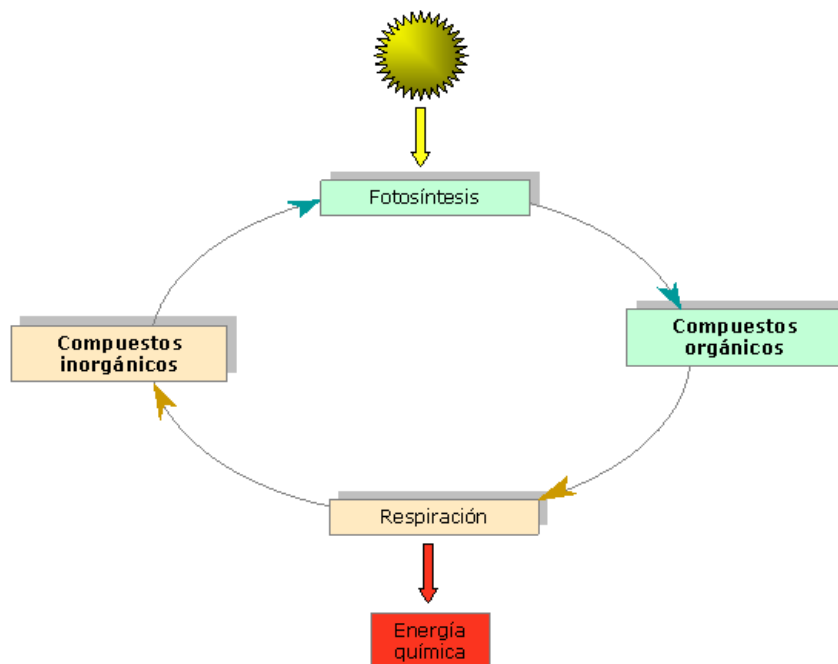 Fotosíntesis
Compuestos
orgánicos
Compuestos
inorgánicos
Respiración
Energía
química